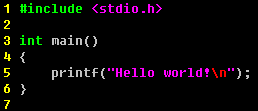 1 #include <stdio.h>
2
3 int main()
4 {
5     printf("Hello world!\n");
6 }
7